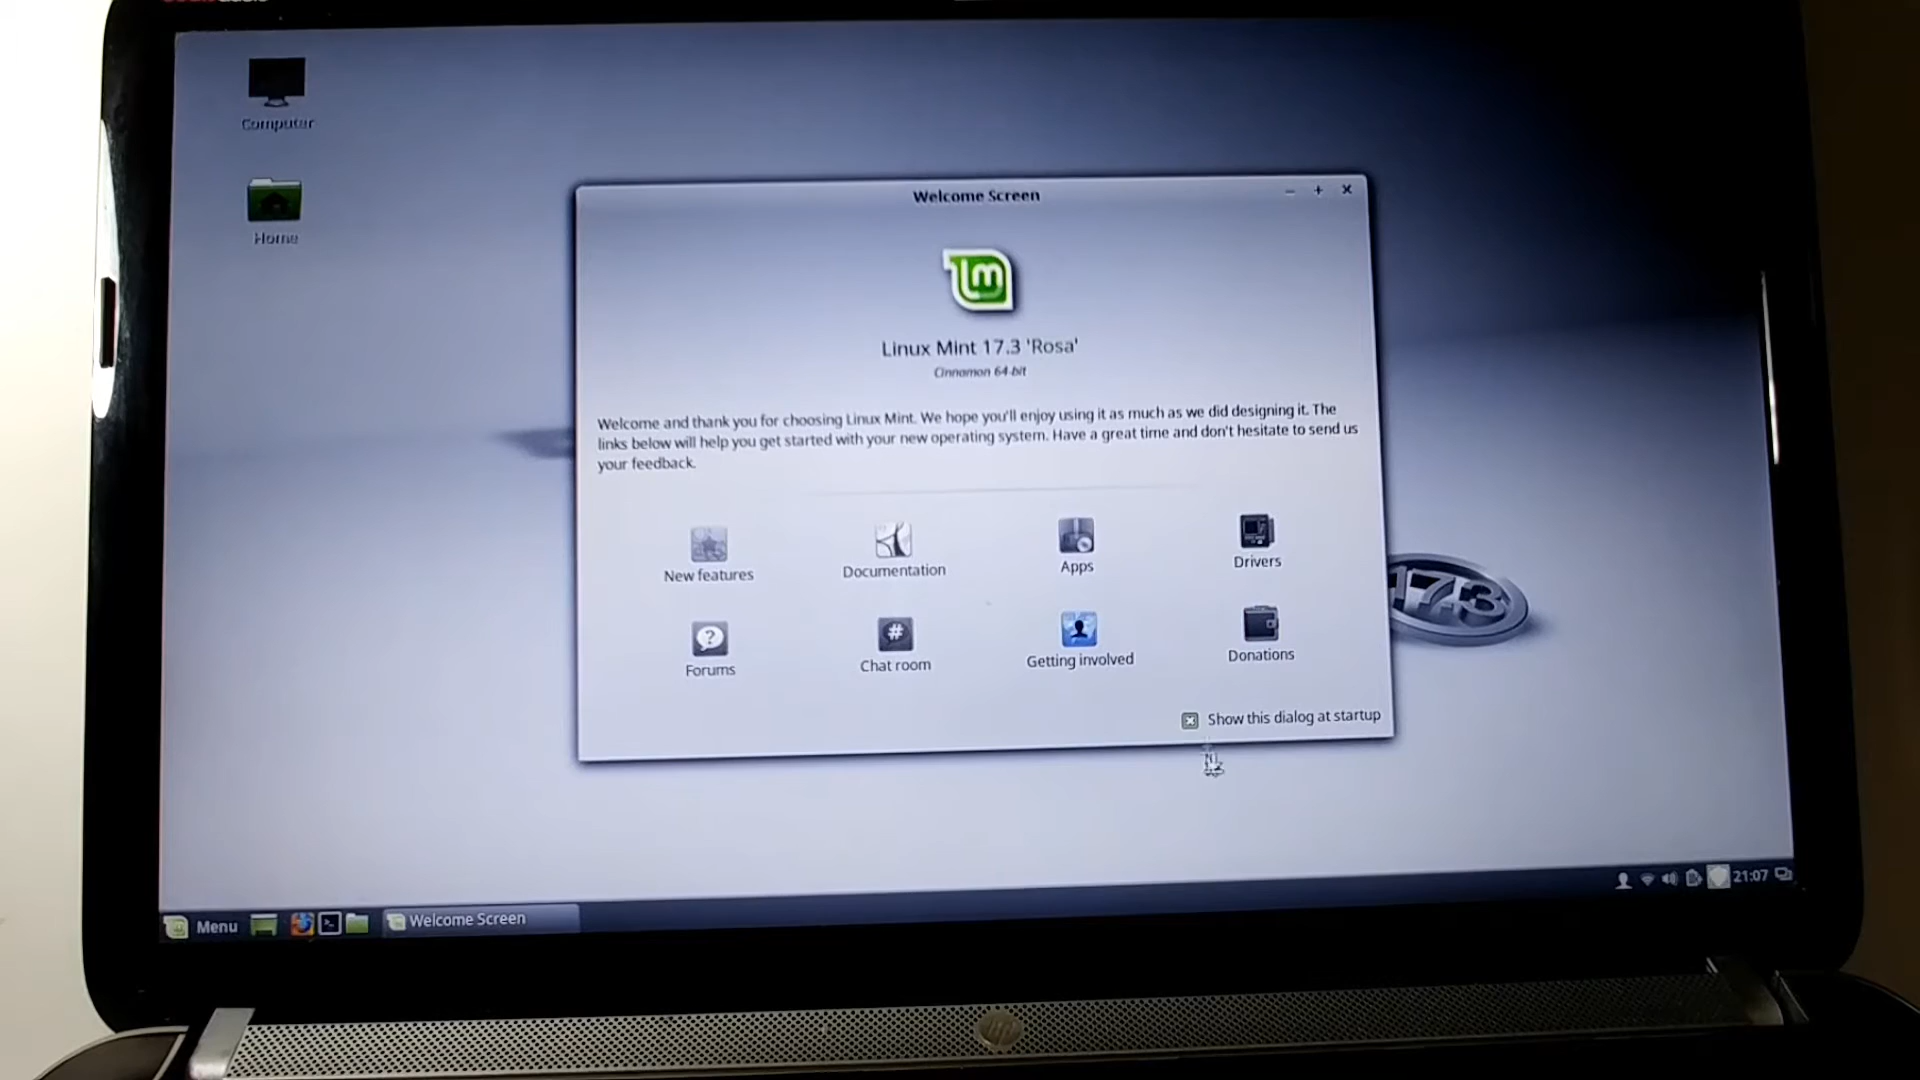 Computer
Home
Welcome Screen
lm
Linux Mint 17.3 'Rosa'
Cinnamon 64-bit
Welcome and thank you for choosing Linux Mint. We hope you'll enjoy using it as much as we did designing it. The
links below will help you get started with your new operating system. Have a great time and don't hesitate to send us
your feedback.
New features
Documentation
Apps
Drivers
17.3
Forums
Chat room
Getting involved
Donations
Show this dialog at startup
Menu
Welcome Screen
21:07
hp